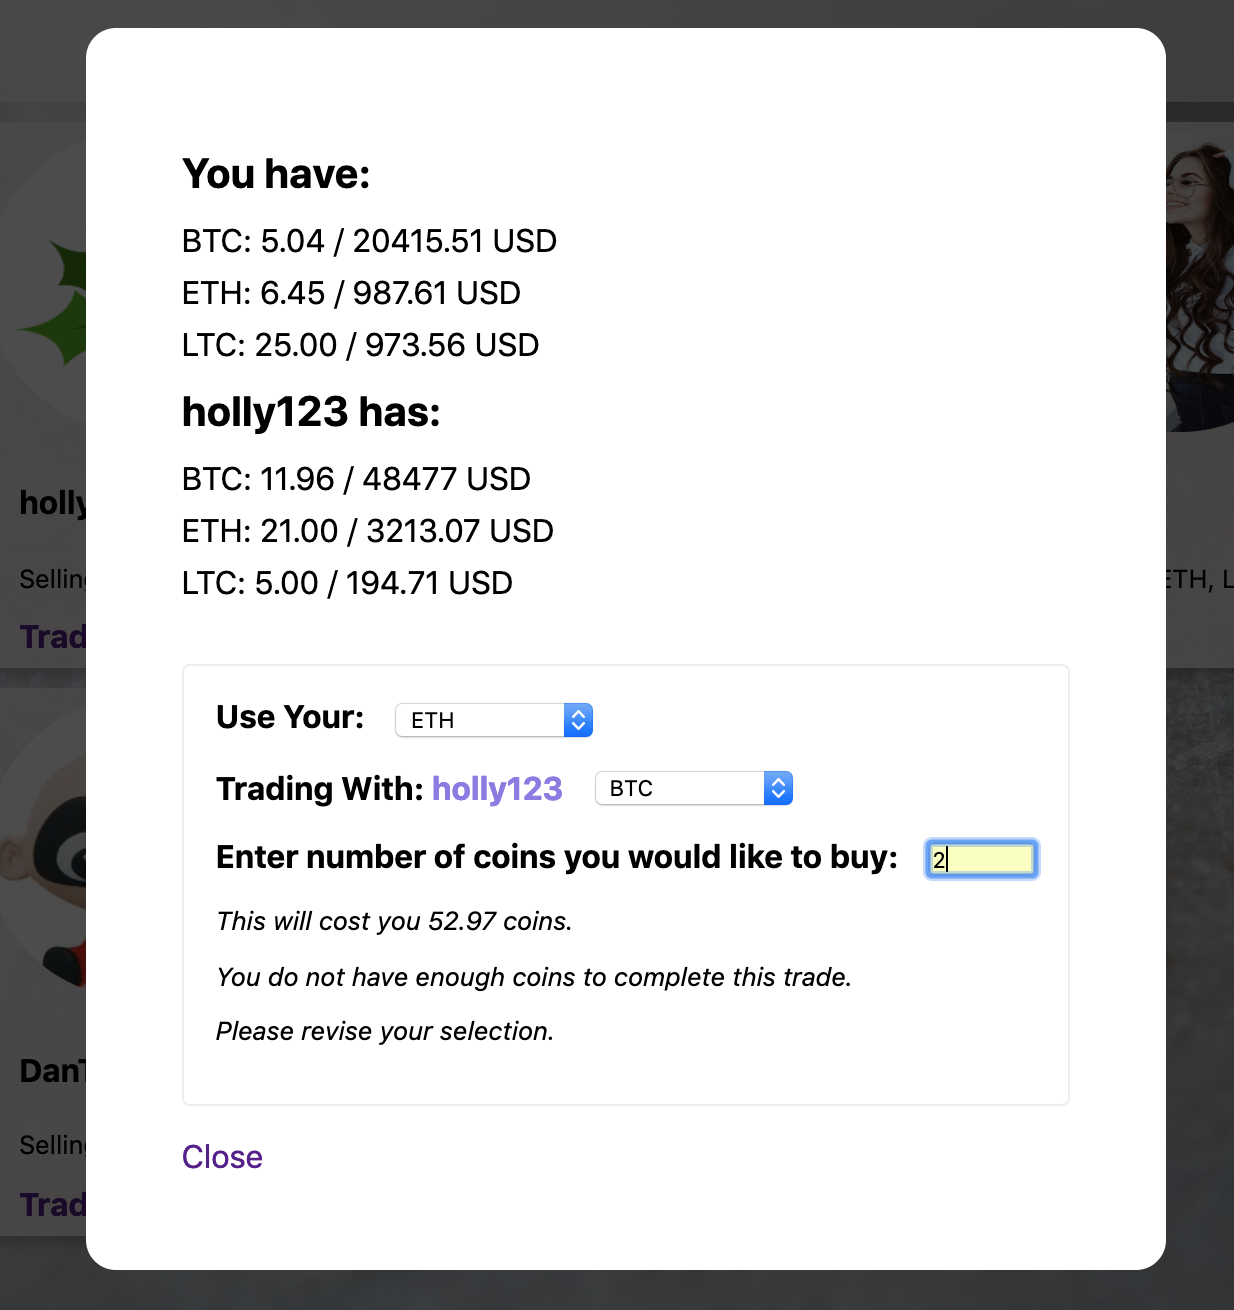 You have:
BTC: 5.04 / 20415.51 USD
ETH: 6.45 / 987.61 USD
LTC: 25.00 / 973.56 USD
holly123 has:
BTC: 11.96 / 48477 USD
ETH: 21.00 / 3213.07 USD
LTC: 5.00 / 194.71 USD
Use Your: ETH
Trading With: holly123 BTC
Enter number of coins you would like to buy: 2
This will cost you 52.97 coins.
You do not have enough coins to complete this trade.
Please revise your selection.
Close
holly
Selling
Trad
ETH, L
DanT
Selling
Trad